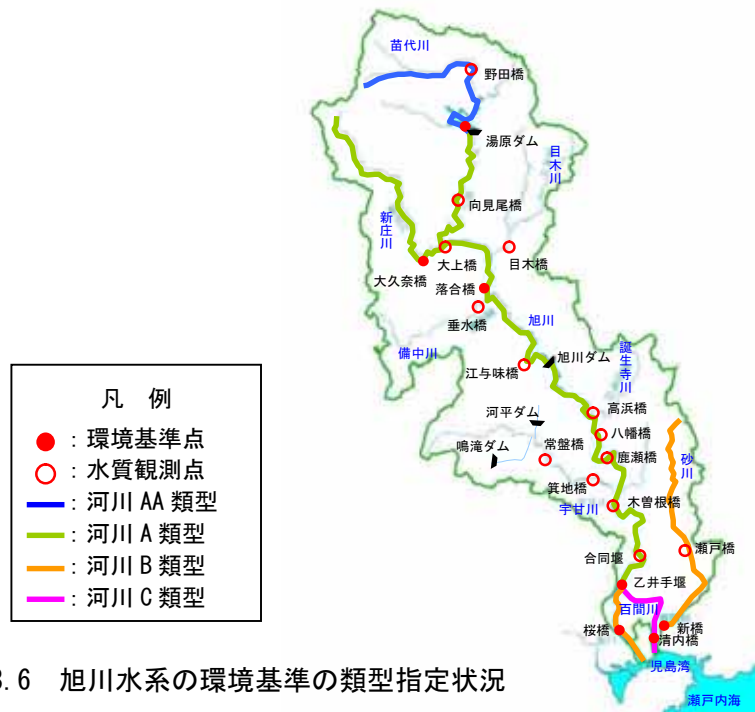 苗代川
野田橋
湯原ダム
目木川
向見尾橋
新庄川
大上橋
目木橋
大久奈橋
落合橋
垂水橋
旭川
備中川
江与味橋
旭川ダム
誕生寺川
高浜橋
河平ダム
八幡橋
鳴滝ダム
常盤橋
鹿瀬橋
砂川
箕地橋
宇甘川
木曽根橋
合同堰
瀬戸橋
乙井手堰
百間川
桜橋
新橋
清内橋
児島湾
瀬戸内海
凡 例
: 環境基準点
: 水質観測点
: 河川 AA 類型
: 河川 A 類型
: 河川 B 類型
: 河川 C 類型
3.6 旭川水系の環境基準の類型指定状況